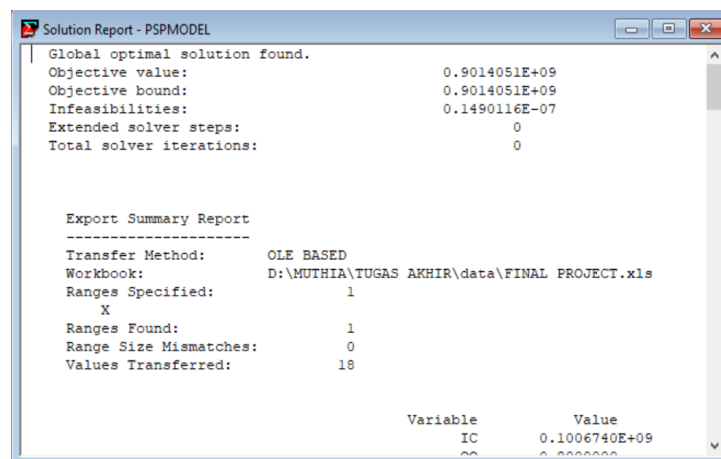 Solution Report - PSPMODEL
Global optimal solution found.
Objective value: 0.9014051E+09
Objective bound: 0.9014051E+09
Infeasibilities: 0.1490116E-07
Extended solver steps: 0
Total solver iterations: 0
Export Summary Report
---------------------
Transfer Method: OLE BASED
Workbook: D:\MUTHIA\TUGAS AKHIR\data\FINAL PROJECT.xls
Ranges Specified: 1
X
Ranges Found: 1
Range Size Mismatches: 0
Values Transferred: 18
Variable Value
IC 0.1006740E+09